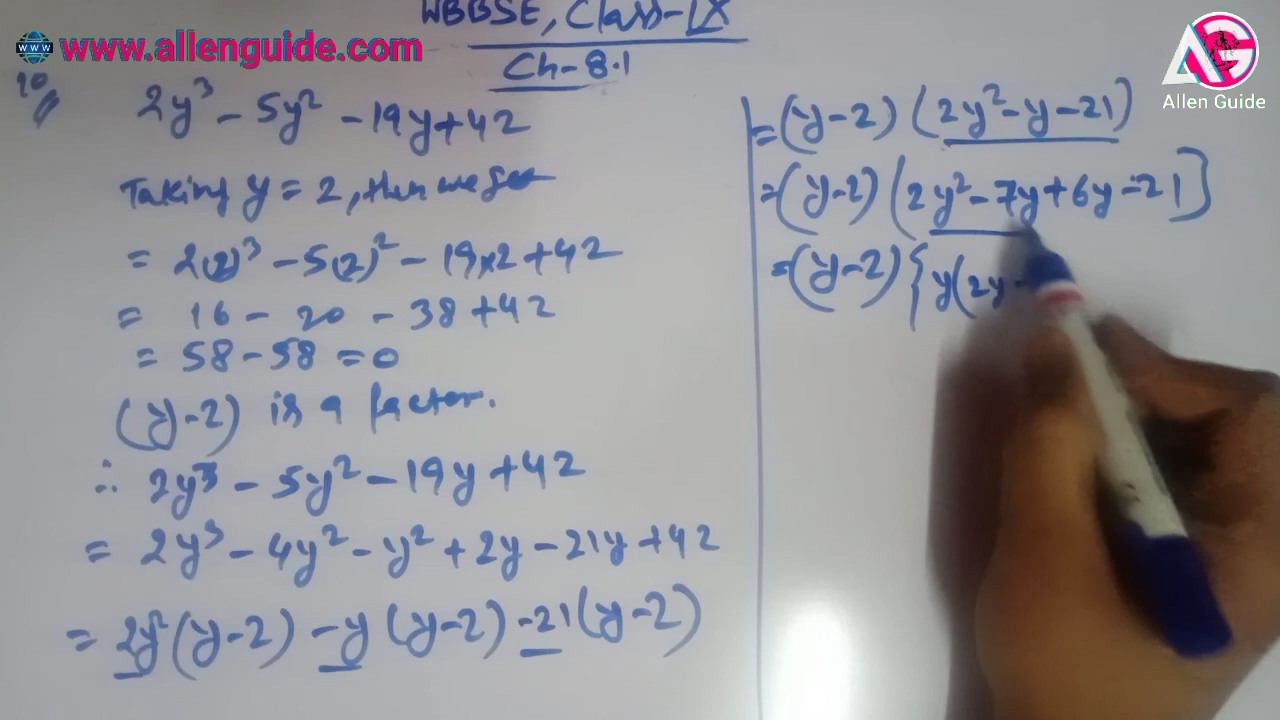 WBBSE, Class-IX
www.allenguide.com
Ch-8.1
AG
Allen Guide
10
2y³ - 5y² - 19y + 42
Taking y = 2, then we get
= 2(2)³ - 5(2)² - 19×2 + 42
= 16 - 20 - 38 + 42
= 58 - 58 = 0
(y-2) is a factor.
∴ 2y³ - 5y² - 19y + 42
= 2y³ - 4y² - y² + 2y - 21y + 42
= 2y²(y-2) - y(y-2) - 21(y-2)
= (y-2)(2y² - y - 21)
= (y-2)(2y² - 7y + 6y - 21]
= (y-2){y(2y -